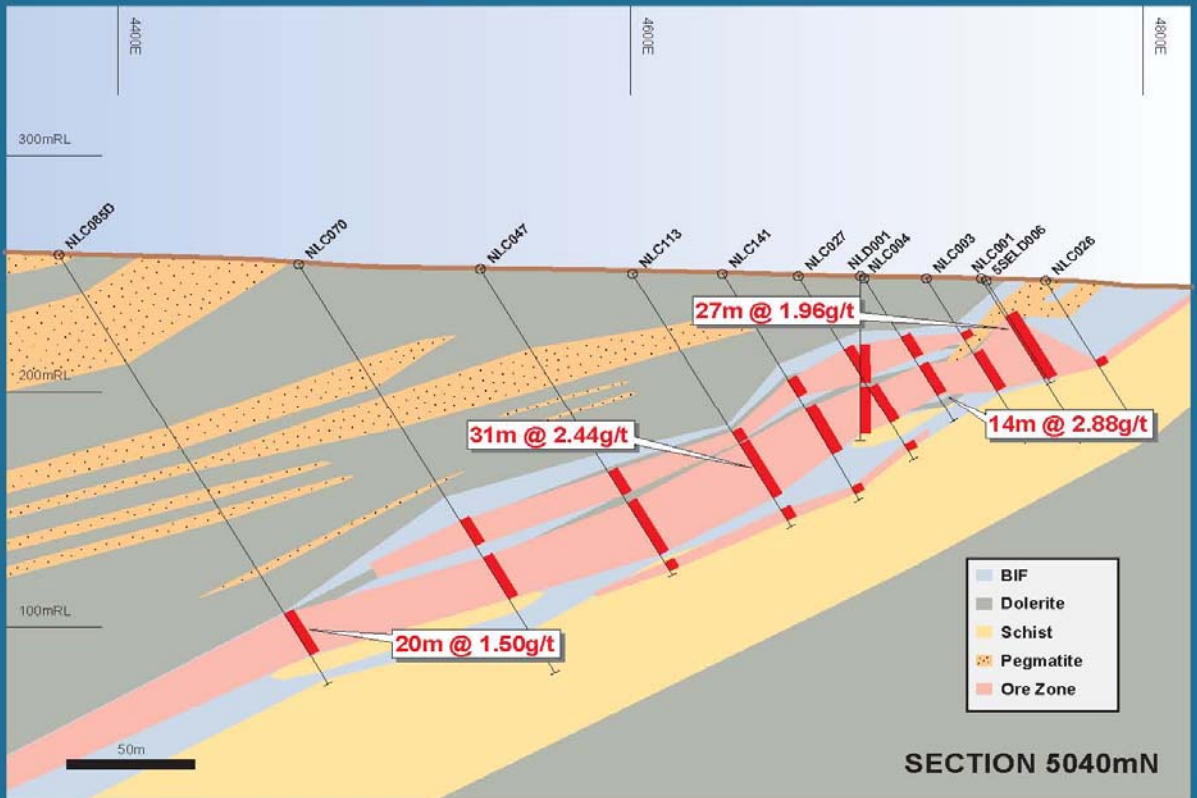 4400E
4600E
4800E
300mRL
NLC085D
NLC070
NLC047
NLC113
NLC141
NLC027
NLD001
NLC004
NLC003
NLC001
5SELD006
NLC026
27m @ 1.96g/t
200mRL
31m @ 2.44g/t
14m @ 2.88g/t
100mRL
20m @ 1.50g/t
BIF
Dolerite
Schist
Pegmatite
Ore Zone
50m
SECTION 5040mN